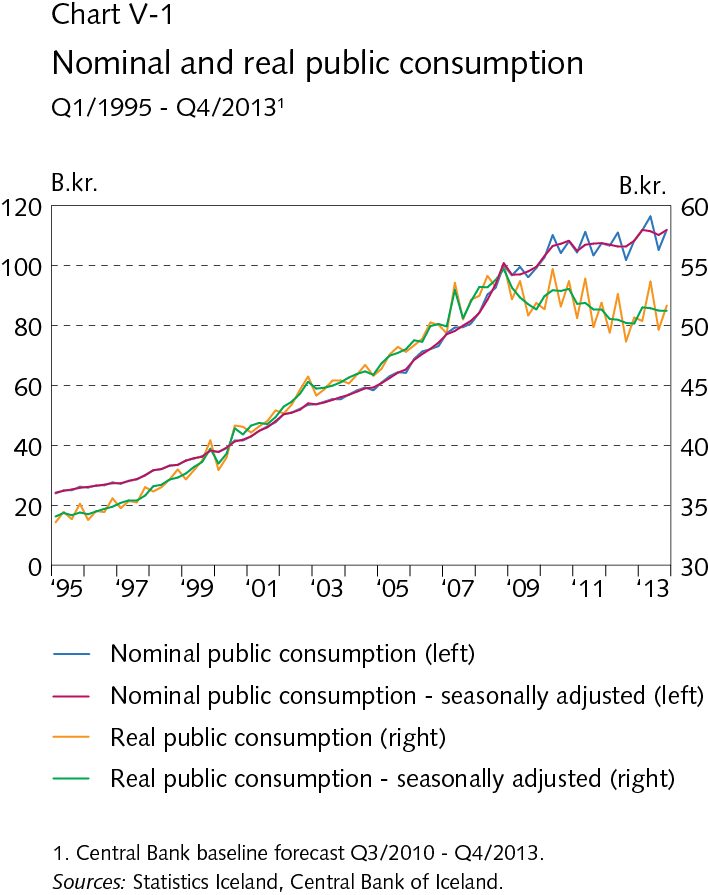 Chart V-1
Nominal and real public consumption
Q1/1995 - Q4/2013¹
B.kr. B.kr.
120 60
100 55
80 50
60 45
40 40
20 35
0 30
‘95 ‘97 ‘99 ‘01 ‘03 ‘05 ‘07 ‘09 ‘11 ‘13
Nominal public consumption (left)
Nominal public consumption - seasonally adjusted (left)
Real public consumption (right)
Real public consumption - seasonally adjusted (right)
1. Central Bank baseline forecast Q3/2010 - Q4/2013.
Sources: Statistics Iceland, Central Bank of Iceland.